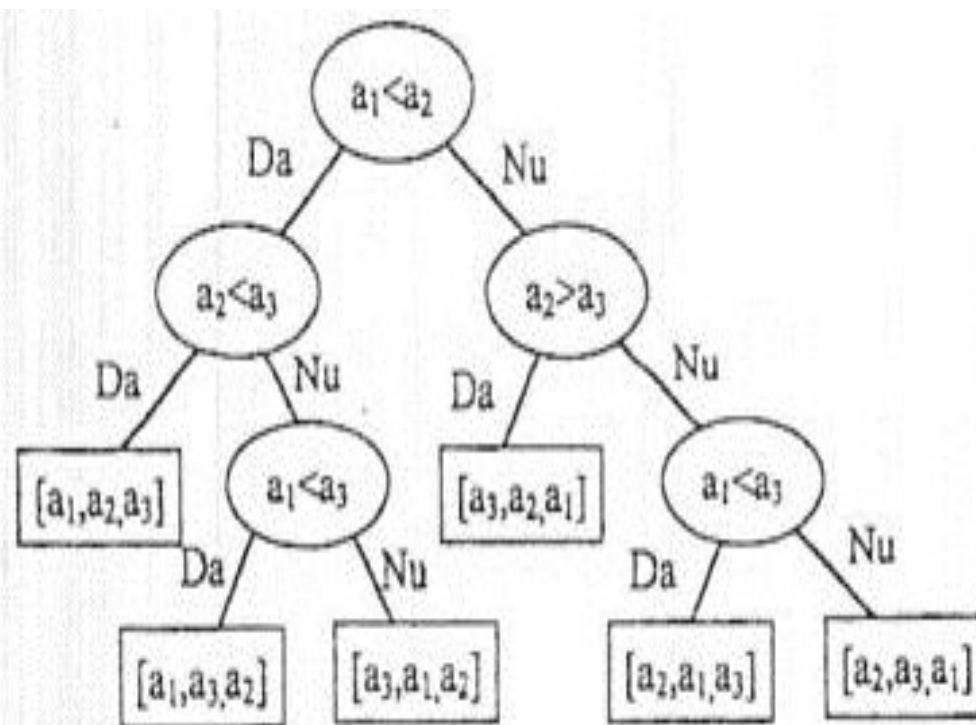 a₁<a₂
Da Nu
a₂<a₃ a₂>a₃
Da Nu Da Nu
[a₁,a₂,a₃] a₁<a₃ [a₃,a₂,a₁] a₁<a₃
Da Nu Da Nu
[a₁,a₃,a₂] [a₃,a₁,a₂] [a₂,a₁,a₃] [a₂,a₃,a₁]